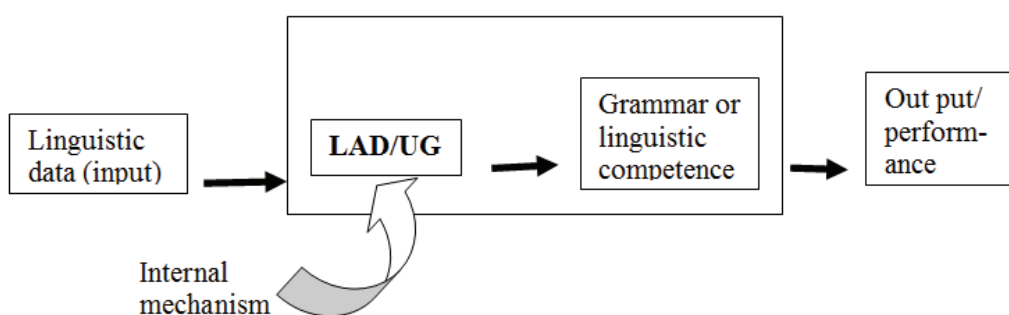 Linguistic
data (input)
LAD/UG
Grammar or
linguistic
competence
Out put/
perform-
ance
Internal
mechanism